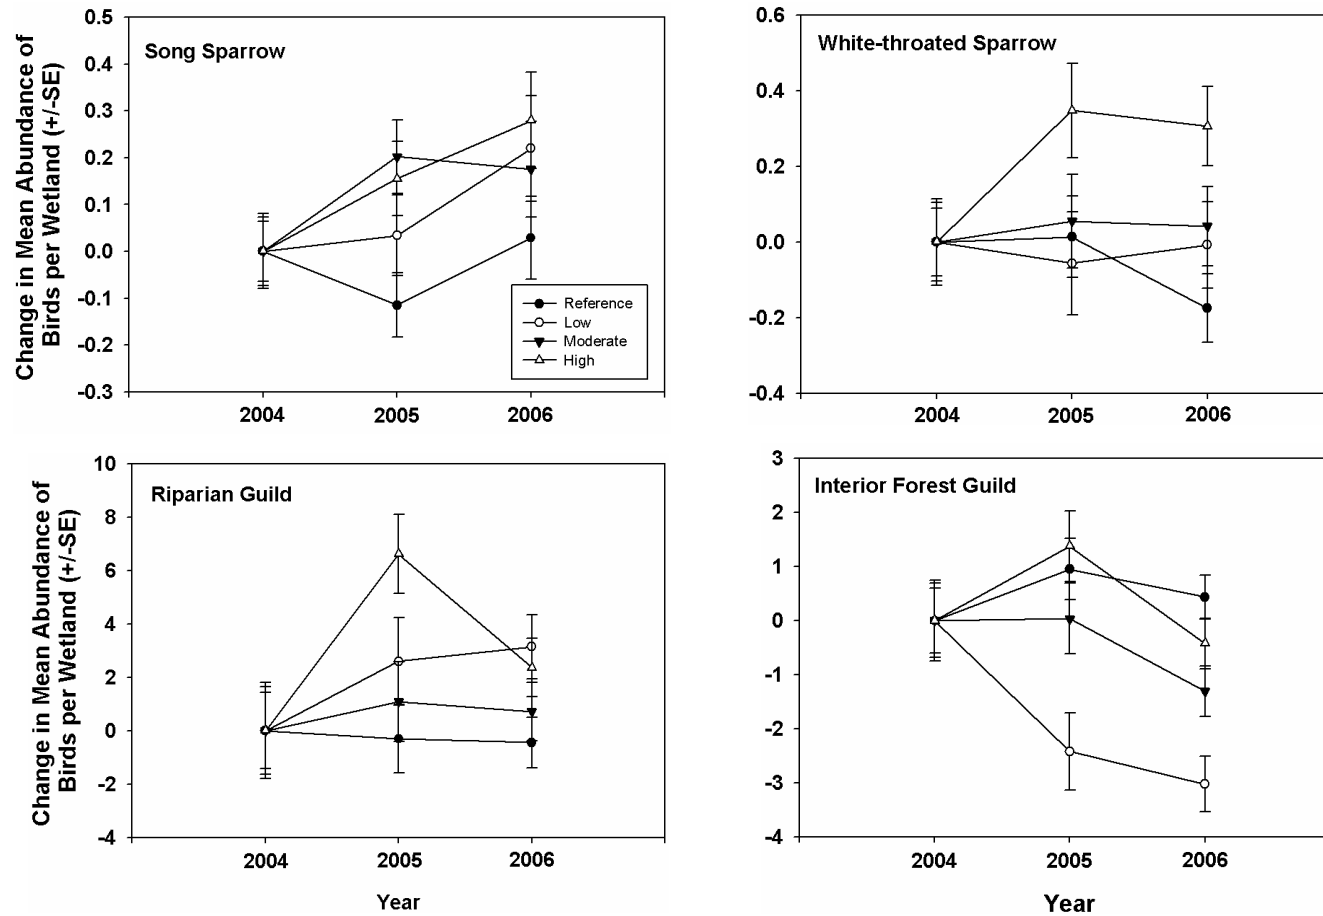 Change in Mean Abundance of
Birds per Wetland (+/-SE)
Song Sparrow
0.5
0.4
0.3
0.2
0.1
0.0
-0.1
-0.2
-0.3
Reference
Low
Moderate
High
2004 2005 2006
White-throated Sparrow
0.6
0.4
0.2
0.0
-0.2
-0.4
2004 2005 2006
Change in Mean Abundance of
Birds per Wetland (+/-SE)
Riparian Guild
10
8
6
4
2
0
-2
-4
2004 2005 2006
Year
Interior Forest Guild
3
2
1
0
-1
-2
-3
-4
2004 2005 2006
Year